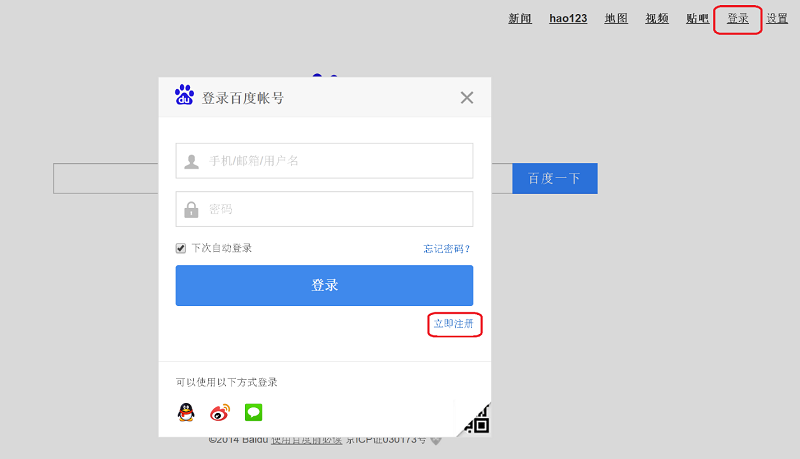 新闻 hao123 地图 视频 贴吧 登录 设置
du 登录百度帐号
手机/邮箱/用户名
百度一下
密码
下次自动登录 忘记密码?
登录
立即注册
可以使用以下方式登录
©2014 Baidu 使用百度前必读 京ICP证030173号